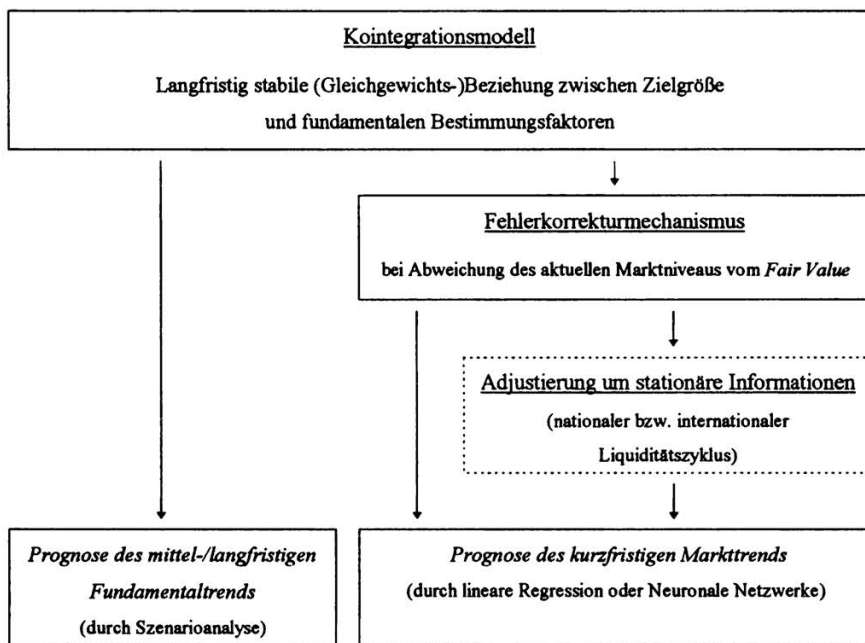 Kointegrationsmodell
Langfristig stabile (Gleichgewichts-)Beziehung zwischen Zielgröße
und fundamentalen Bestimmungsfaktoren
Fehlerkorrekturmechanismus
bei Abweichung des aktuellen Marktniveaus vom Fair Value
Adjustierung um stationäre Informationen
(nationaler bzw. internationaler
Liquiditätszyklus)
Prognose des mittel-/langfristigen
Fundamentaltrends
(durch Szenarioanalyse)
Prognose des kurzfristigen Markttrends
(durch lineare Regression oder Neuronale Netzwerke)